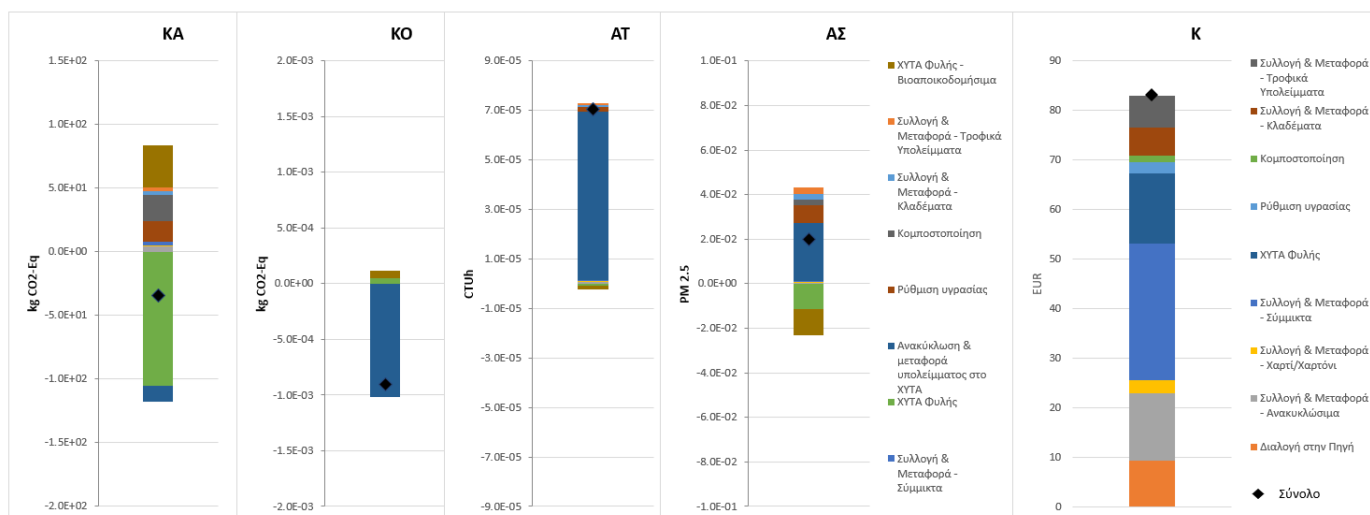 ΚΑ
1.5E+02
1.0E+02
5.0E+01
0.0E+00
-5.0E+01
-1.0E+02
-1.5E+02
-2.0E+02
kg CO2-Eq
ΚΟ
2.0E-03
1.5E-03
1.0E-03
5.0E-04
0.0E+00
-5.0E-04
-1.0E-03
-1.5E-03
-2.0E-03
kg CO2-Eq
ΑΤ
9.0E-05
7.0E-05
5.0E-05
3.0E-05
1.0E-05
-1.0E-05
-3.0E-05
-5.0E-05
-7.0E-05
-9.0E-05
CTUh
ΑΣ
1.0E-01
8.0E-02
6.0E-02
4.0E-02
2.0E-02
0.0E+00
-2.0E-02
-4.0E-02
-6.0E-02
-8.0E-02
-1.0E-01
PM 2.5
ΧΥΤΑ Φυλής -
Βιοαποικοδομήσιμα
Συλλογή &
Μεταφορά - Τροφικά
Υπολείμματα
Συλλογή &
Μεταφορά -
Κλαδέματα
Κομποστοποίηση
Ρύθμιση υγρασίας
Ανακύκλωση &
μεταφορά
υπολείμματος στο
ΧΥΤΑ
ΧΥΤΑ Φυλής
Συλλογή &
Μεταφορά -
Σύμμικτα
Κ
90
80
70
60
50
40
30
20
10
0
EUR
Συλλογή & Μεταφορά
- Τροφικά
Υπολείμματα
Συλλογή & Μεταφορά
- Κλαδέματα
Κομποστοποίηση
Ρύθμιση υγρασίας
ΧΥΤΑ Φυλής
Συλλογή & Μεταφορά
- Σύμμικτα
Συλλογή & Μεταφορά
- Χαρτί/Χαρτόνι
Συλλογή & Μεταφορά
- Ανακυκλώσιμα
Διαλογή στην Πηγή
Σύνολο